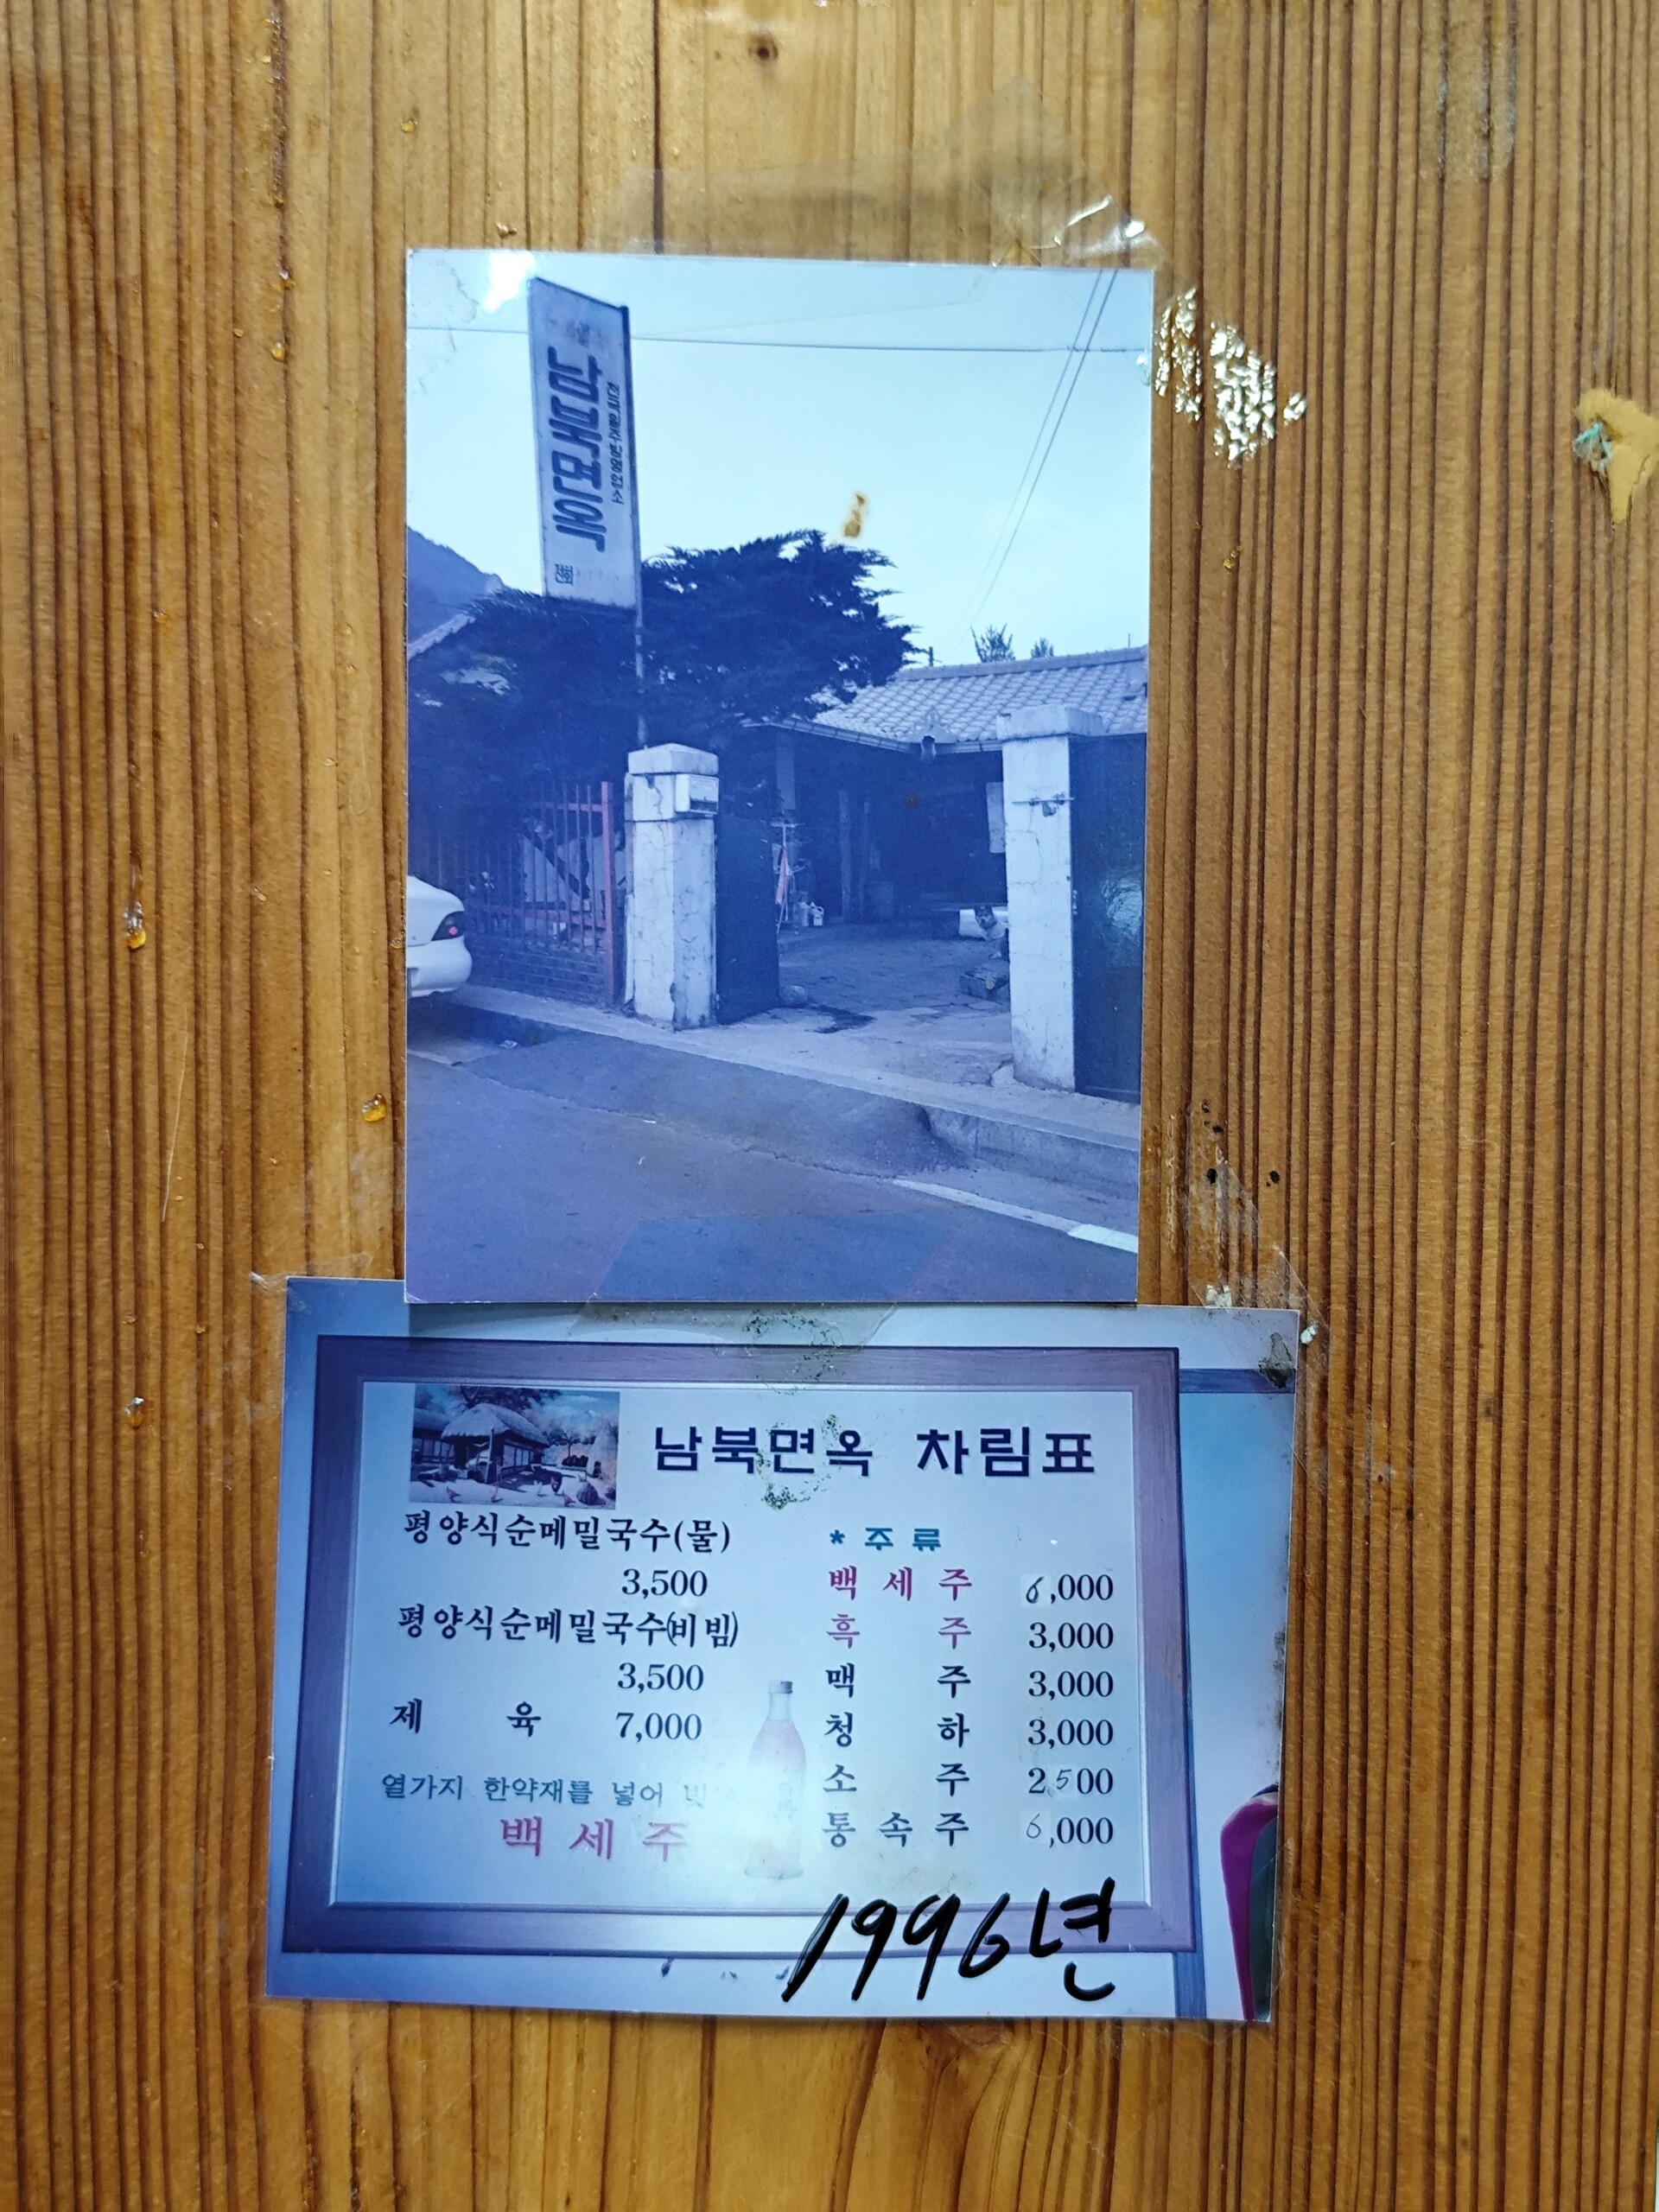 남북면옥
남북면옥 차림표
평양식순메밀국수(물)
3,500
평양식순메밀국수(비빔)
3,500
제 육 7,000
열가지 한약재를 넣어
백세주
* 주류
백세주 6,000
흑주 3,000
맥주 3,000
청하 3,000
소주 2500
통속주 6,000
1996년